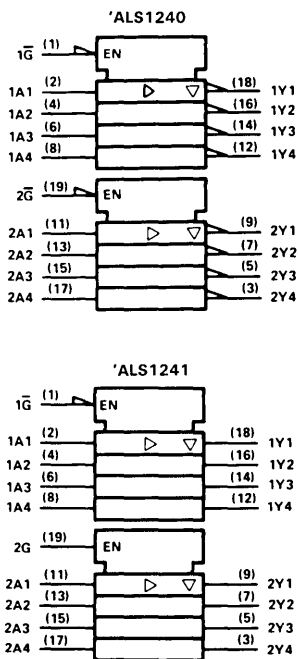 'ALS1240
1G̅ (1) EN
1A1 (2) (18) 1Y1
1A2 (4) (16) 1Y2
1A3 (6) (14) 1Y3
1A4 (8) (12) 1Y4
2G̅ (19) EN
2A1 (11) (9) 2Y1
2A2 (13) (7) 2Y2
2A3 (15) (5) 2Y3
2A4 (17) (3) 2Y4
'ALS1241
1G̅ (1) EN
1A1 (2) (18) 1Y1
1A2 (4) (16) 1Y2
1A3 (6) (14) 1Y3
1A4 (8) (12) 1Y4
2G (19) EN
2A1 (11) (9) 2Y1
2A2 (13) (7) 2Y2
2A3 (15) (5) 2Y3
2A4 (17) (3) 2Y4